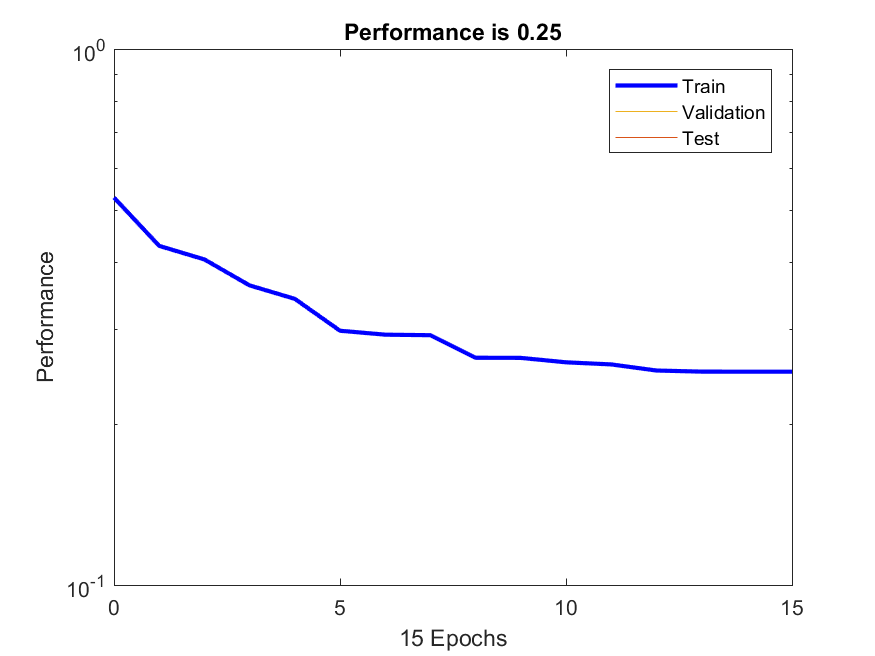 Performance is 0.25
10^0
Train
Validation
Test
Performance
10^-1
0 5 10 15
15 Epochs